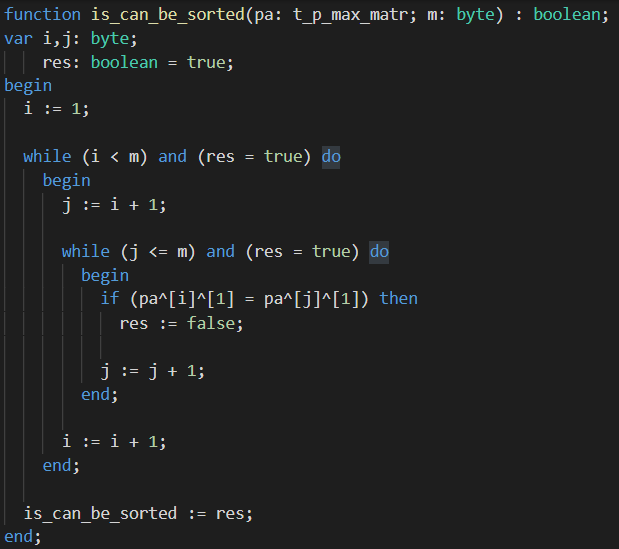 function is_can_be_sorted(pa: t_p_max_matr; m: byte) : boolean;
var i,j: byte;
    res: boolean = true;
begin
  i := 1;

  while (i < m) and (res = true) do
    begin
      j := i + 1;

      while (j <= m) and (res = true) do
        begin
          if (pa^[i]^[1] = pa^[j]^[1]) then
            res := false;

          j := j + 1;
        end;

      i := i + 1;
    end;

  is_can_be_sorted := res;
end;